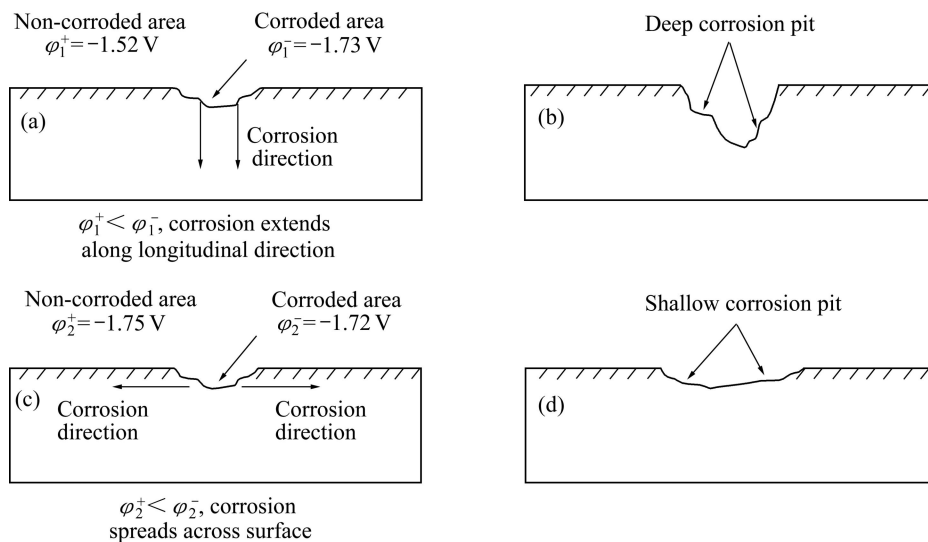 Non-corroded area
φ₁⁺=−1.52 V
Corroded area
φ₁⁻=−1.73 V
(a)
Corrosion
direction
φ₁⁺< φ₁⁻, corrosion extends
along longitudinal direction
Deep corrosion pit
(b)
Non-corroded area
φ₂⁺=−1.75 V
Corroded area
φ₂⁻=−1.72 V
(c)
Corrosion
direction
Corrosion
direction
φ₂⁺< φ₂⁻, corrosion
spreads across surface
Shallow corrosion pit
(d)